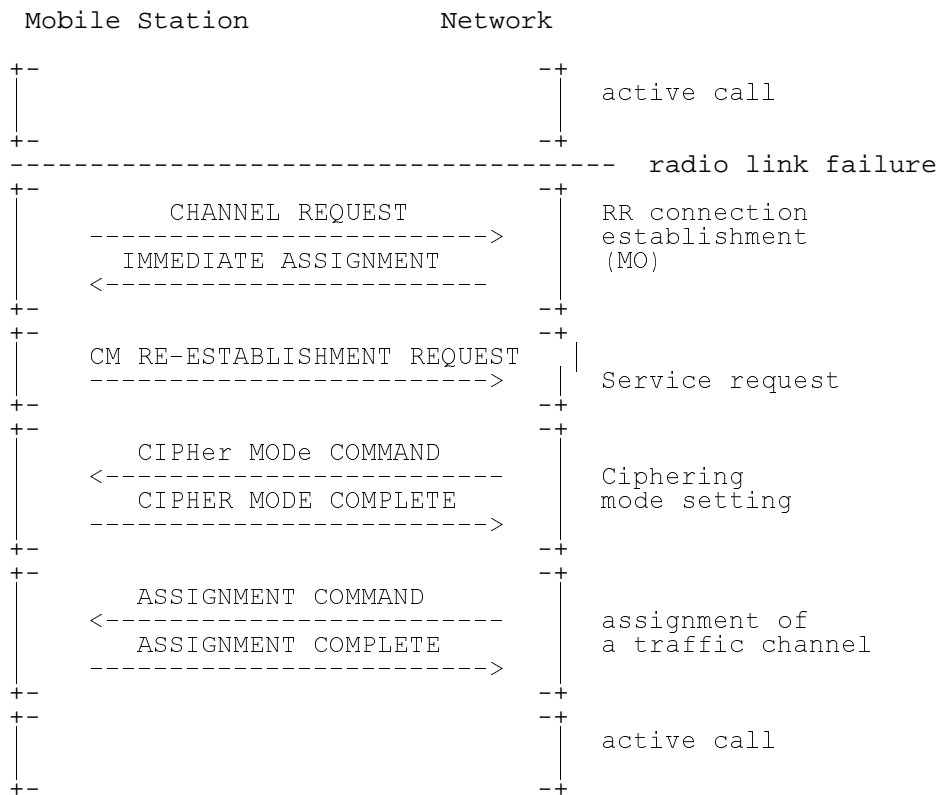 Mobile Station Network
active call
radio link failure
CHANNEL REQUEST RR connection
establishment
IMMEDIATE ASSIGNMENT (MO)
CM RE-ESTABLISHMENT REQUEST
Service request
CIPHer MODe COMMAND
Ciphering
CIPHER MODE COMPLETE mode setting
ASSIGNMENT COMMAND
assignment of
ASSIGNMENT COMPLETE a traffic channel
active call